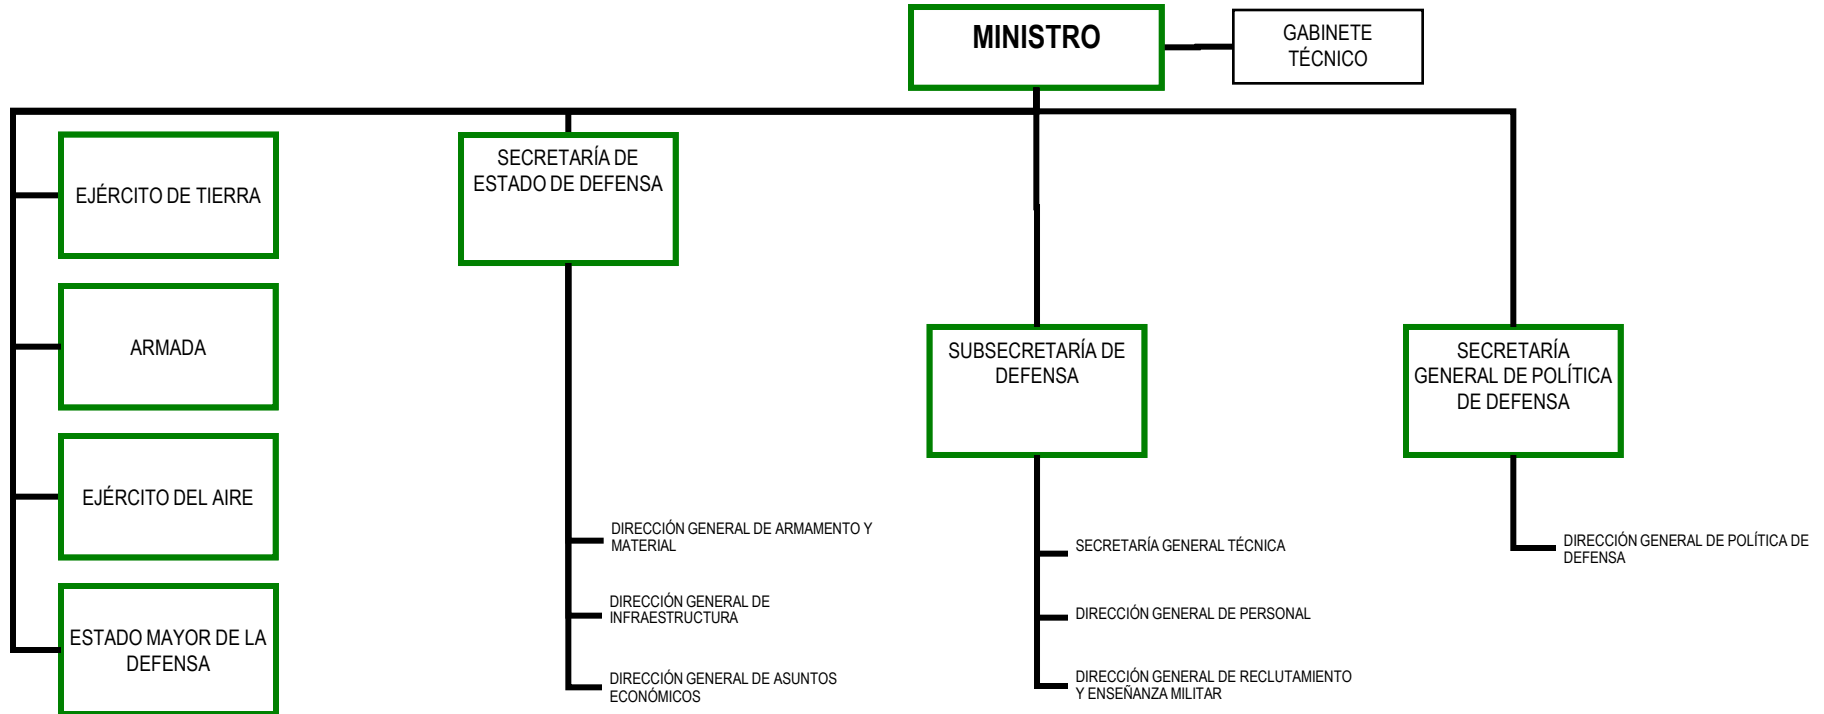 MINISTRO
GABINETE
TÉCNICO
EJÉRCITO DE TIERRA
ARMADA
EJÉRCITO DEL AIRE
ESTADO MAYOR DE LA
DEFENSA
SECRETARÍA DE
ESTADO DE DEFENSA
DIRECCIÓN GENERAL DE ARMAMENTO Y
MATERIAL
DIRECCIÓN GENERAL DE
INFRAESTRUCTURA
DIRECCIÓN GENERAL DE ASUNTOS
ECONÓMICOS
SUBSECRETARÍA DE
DEFENSA
SECRETARÍA GENERAL TÉCNICA
DIRECCIÓN GENERAL DE PERSONAL
DIRECCIÓN GENERAL DE RECLUTAMIENTO
Y ENSEÑANZA MILITAR
SECRETARÍA
GENERAL DE POLÍTICA
DE DEFENSA
DIRECCIÓN GENERAL DE POLÍTICA DE
DEFENSA